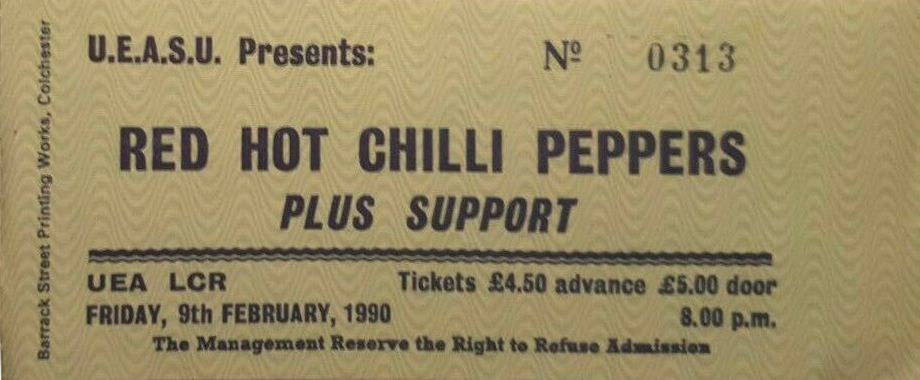 U.E.A.S.U. Presents:
Nº 0313
RED HOT CHILLI PEPPERS
PLUS SUPPORT
UEA LCR
Tickets £4.50 advance £5.00 door
FRIDAY, 9th FEBRUARY, 1990
8.00 p.m.
The Management Reserve the Right to Refuse Admission
Barrack Street Printing Works, Colchester